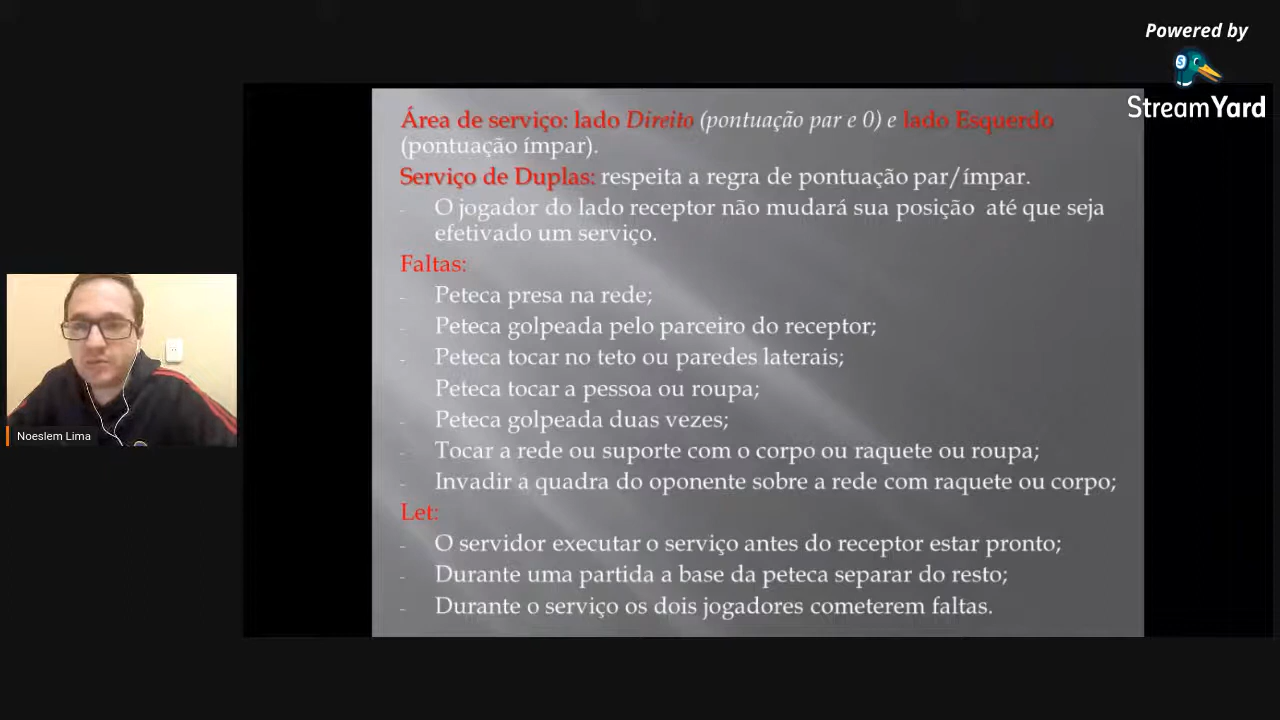 Powered by
StreamYard
Área de serviço: lado Direito (pontuação par e 0) e lado Esquerdo
(pontuação ímpar).
Serviço de Duplas: respeita a regra de pontuação par/ímpar.
- O jogador do lado receptor não mudará sua posição até que seja
efetivado um serviço.
Faltas:
- Peteca presa na rede;
- Peteca golpeada pelo parceiro do receptor;
- Peteca tocar no teto ou paredes laterais;
Peteca tocar a pessoa ou roupa;
- Peteca golpeada duas vezes;
- Tocar a rede ou suporte com o corpo ou raquete ou roupa;
- Invadir a quadra do oponente sobre a rede com raquete ou corpo;
Let:
- O servidor executar o serviço antes do receptor estar pronto;
- Durante uma partida a base da peteca separar do resto;
- Durante o serviço os dois jogadores cometerem faltas.
Noeslem Lima